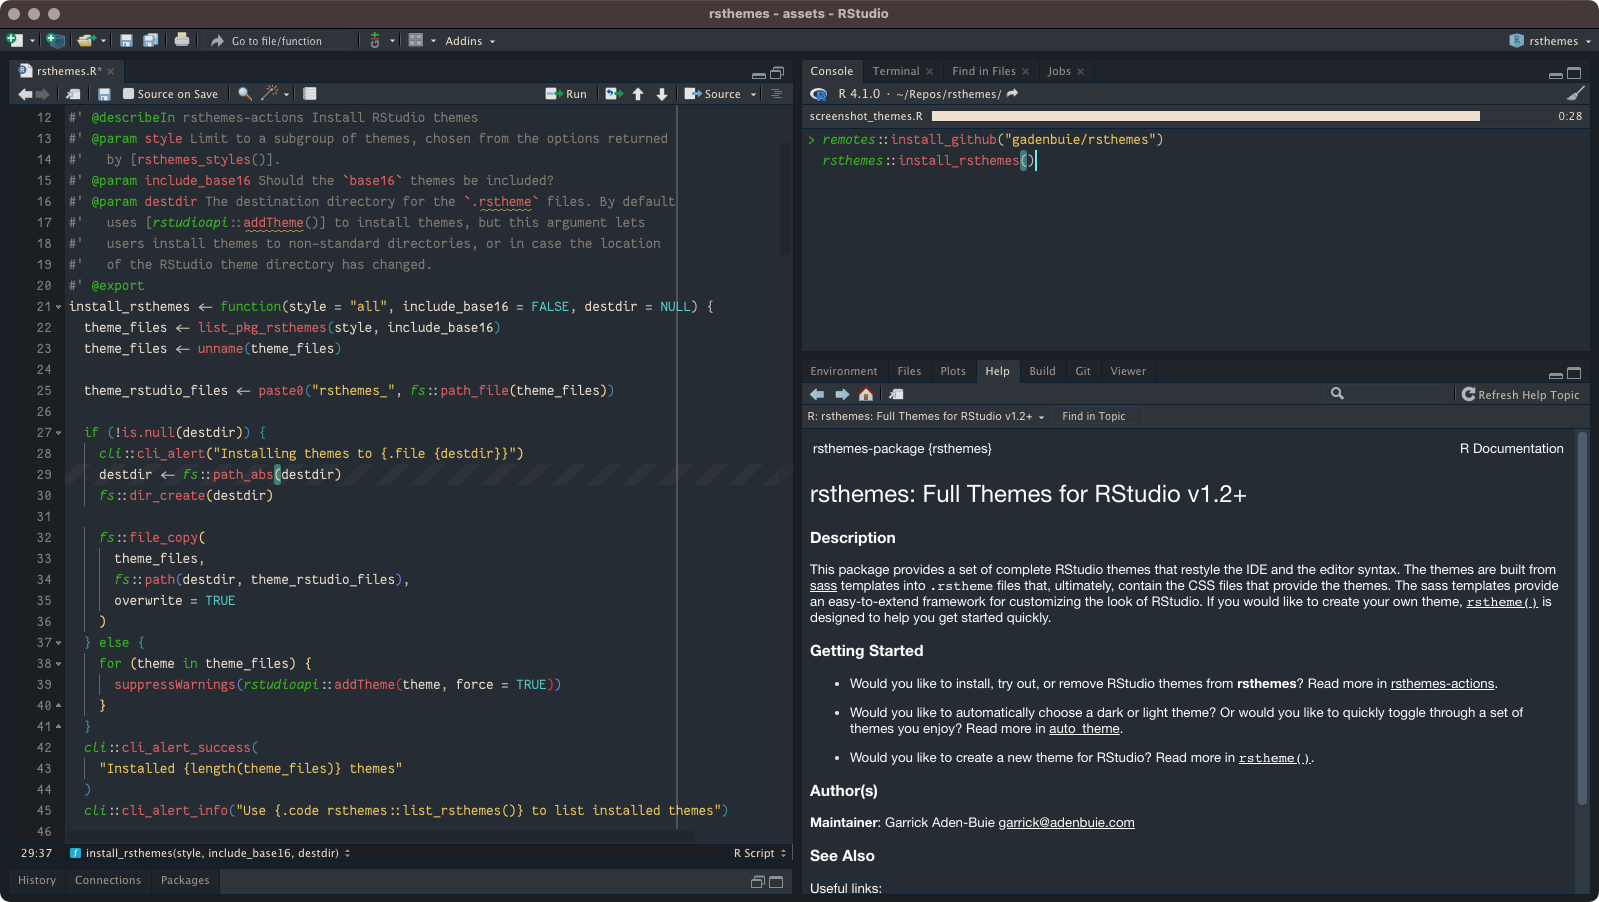 rsthemes - assets - RStudio
Go to file/function
Addins
rsthemes
rsthemes.R*
Source on Save
Run
Source
12 #' @describeIn rsthemes-actions Install RStudio themes
13 #' @param style Limit to a subgroup of themes, chosen from the options returned
14 #'   by [rsthemes_styles()].
15 #' @param include_base16 Should the `base16` themes be included?
16 #' @param destdir The destination directory for the `.rstheme` files. By default
17 #'   uses [rstudioapi::addTheme()] to install themes, but this argument lets
18 #'   users install themes to non-standard directories, or in case the location
19 #'   of the RStudio theme directory has changed.
20 #' @export
21 install_rsthemes <- function(style = "all", include_base16 = FALSE, destdir = NULL) {
22   theme_files <- list_pkg_rsthemes(style, include_base16)
23   theme_files <- unname(theme_files)
24
25   theme_rstudio_files <- paste0("rsthemes_", fs::path_file(theme_files))
26
27   if (!is.null(destdir)) {
28     cli::cli_alert("Installing themes to {.file {destdir}}")
29     destdir <- fs::path_abs(destdir)
30     fs::dir_create(destdir)
31
32     fs::file_copy(
33       theme_files,
34       fs::path(destdir, theme_rstudio_files),
35       overwrite = TRUE
36     )
37   } else {
38     for (theme in theme_files) {
39       suppressWarnings(rstudioapi::addTheme(theme, force = TRUE))
40     }
41   }
42   cli::cli_alert_success(
43     "Installed {length(theme_files)} themes"
44   )
45   cli::cli_alert_info("Use {.code rsthemes::list_rsthemes()} to list installed themes")
46
29:37 install_rsthemes(style, include_base16, destdir) R Script
History Connections Packages
Console Terminal Find in Files Jobs
R 4.1.0 · ~/Repos/rsthemes/
screenshot_themes.R 0:28
> remotes::install_github("gadenbuie/rsthemes")
rsthemes::install_rsthemes()
Environment Files Plots Help Build Git Viewer
Refresh Help Topic
R: rsthemes: Full Themes for RStudio v1.2+ Find in Topic
rsthemes-package {rsthemes} R Documentation
rsthemes: Full Themes for RStudio v1.2+
Description
This package provides a set of complete RStudio themes that restyle the IDE and the editor syntax. The themes are built from
sass templates into .rstheme files that, ultimately, contain the CSS files that provide the themes. The sass templates provide
an easy-to-extend framework for customizing the look of RStudio. If you would like to create your own theme, rstheme() is
designed to help you get started quickly.
Getting Started
• Would you like to install, try out, or remove RStudio themes from rsthemes? Read more in rsthemes-actions.
• Would you like to automatically choose a dark or light theme? Or would you like to quickly toggle through a set of
themes you enjoy? Read more in auto_theme.
• Would you like to create a new theme for RStudio? Read more in rstheme().
Author(s)
Maintainer: Garrick Aden-Buie garrick@adenbuie.com
See Also
Useful links: